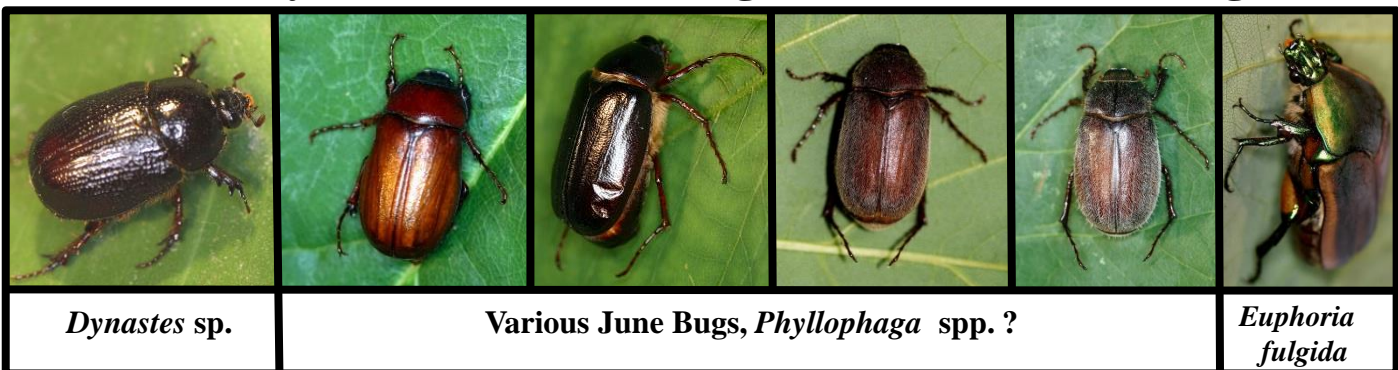 Dynastes sp.
Various June Bugs, Phyllophaga spp. ?
Euphoria
fulgida